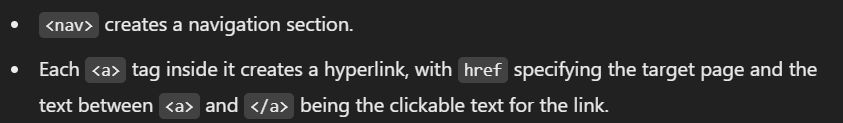 • <nav> creates a navigation section.
• Each <a> tag inside it creates a hyperlink, with href specifying the target page and the
text between <a> and </a> being the clickable text for the link.